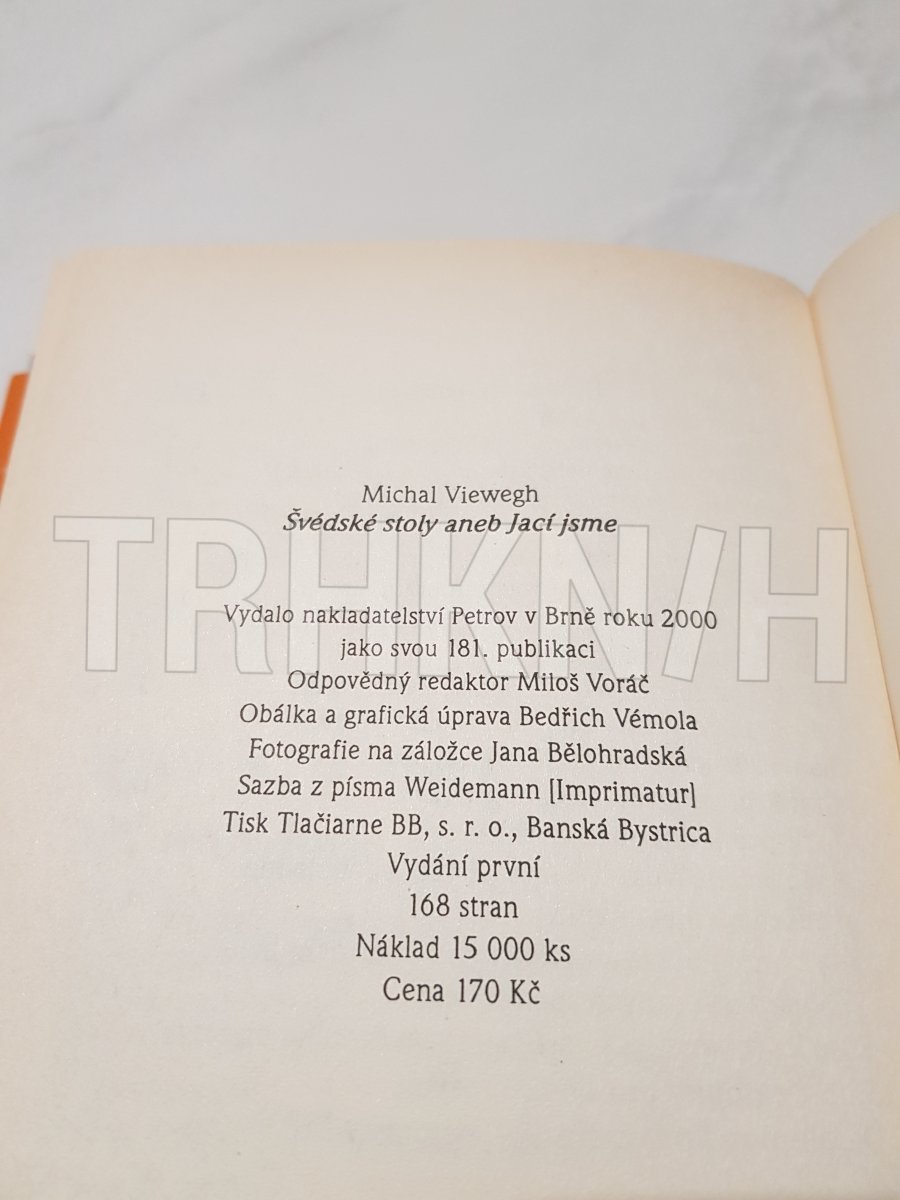 Michal Viewegh
Švédské stoly aneb Jací jsme
TRHKNIH
Vydalo nakladatelství Petrov v Brně roku 2000
jako svou 181. publikaci
Odpovědný redaktor Miloš Voráč
Obálka a grafická úprava Bedřich Vémola
Fotografie na záložce Jana Bělohradská
Sazba z písma Weidemann [Imprimatur]
Tisk Tlačiarne BB, s. r. o., Banská Bystrica
Vydání první
168 stran
Náklad 15 000 ks
Cena 170 Kč